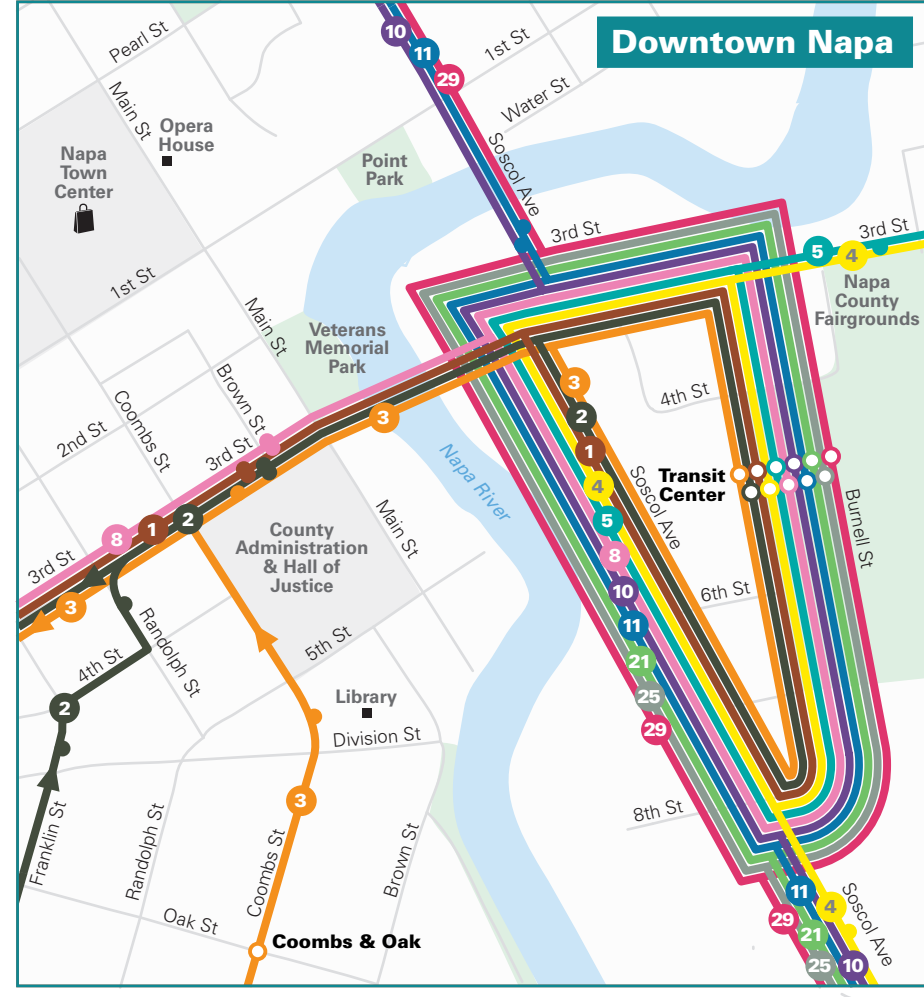 Downtown Napa
10
11
29
Pearl St
1st St
Water St
Main St
Opera
House
Soscol Ave
Napa
Town
Center
Point
Park
3rd St
3rd St
5
4
Napa
County
Fairgrounds
1st St
Main St
Veterans
Memorial
Park
Brown St
Coombs St
3
3
2
1
4
5
8
10
11
21
25
29
4th St
2nd St
3rd St
Napa River
Soscol Ave
Transit
Center
Burnell St
Main St
8
1
2
County
Administration
& Hall of
Justice
3rd St
3
Randolph St
4th St
5th St
6th St
2
Library
Division St
3
8th St
Franklin St
Randolph St
Coombs St
Brown St
Oak St
Coombs & Oak
11
4
29
21
25
10
Soscol Ave